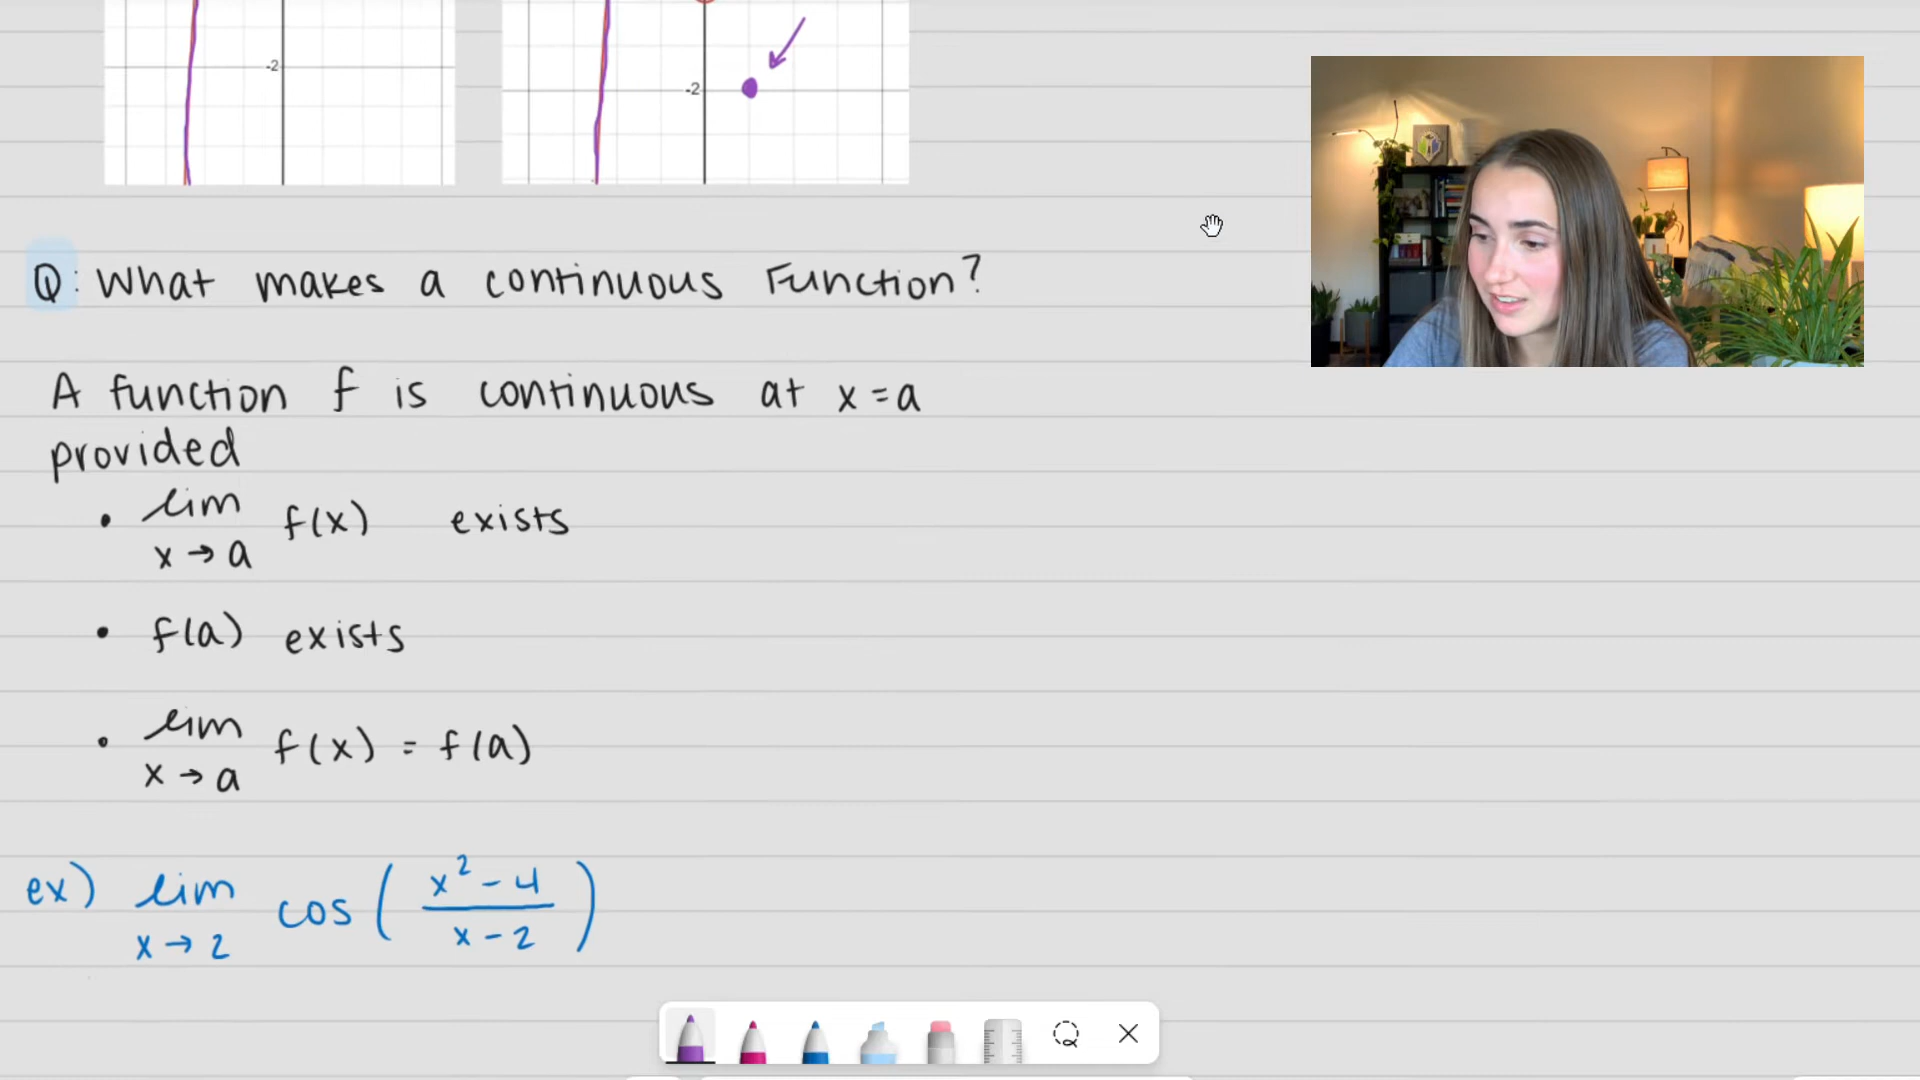 -2
-2
Q: What makes a continuous Function?
A function f is continuous at x = a
provided
• lim f(x) exists
x → a
• f(a) exists
• lim f(x) = f(a)
x → a
ex) lim cos ( x² - 4 / x - 2 )
x → 2